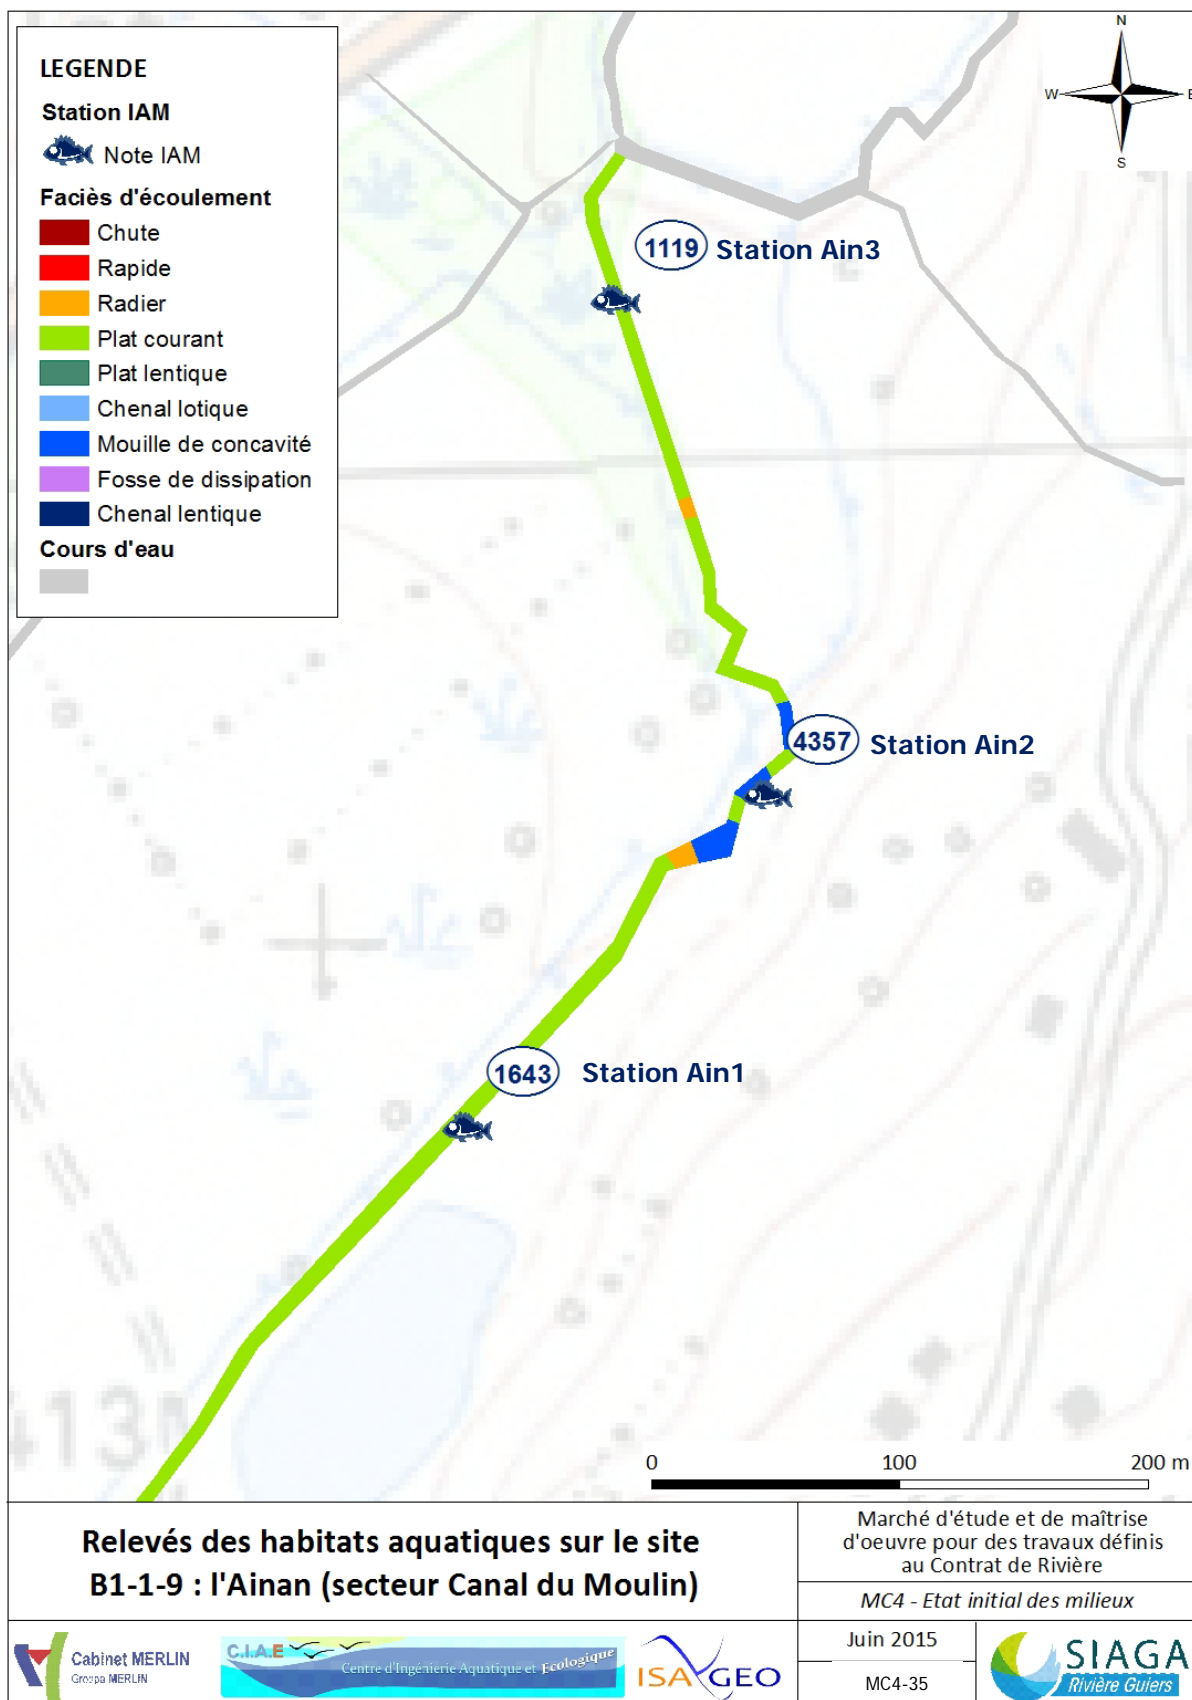 LEGENDE
Station IAM
Note IAM
Faciès d'écoulement
Chute
Rapide
Radier
Plat courant
Plat lentique
Chenal lotique
Mouille de concavité
Fosse de dissipation
Chenal lentique
Cours d'eau
N
W
E
S
1119 Station Ain3
4357 Station Ain2
1643 Station Ain1
413
0 100 200 m
Relevés des habitats aquatiques sur le site
B1-1-9 : l'Ainan (secteur Canal du Moulin)
Marché d'étude et de maîtrise
d'oeuvre pour des travaux définis
au Contrat de Rivière
MC4 - Etat initial des milieux
Juin 2015
MC4-35
Cabinet MERLIN
Groupe MERLIN
C.I.A.E
Centre d'Ingénierie Aquatique et Ecologique
ISA GEO
SIAGA
Rivière Guiers